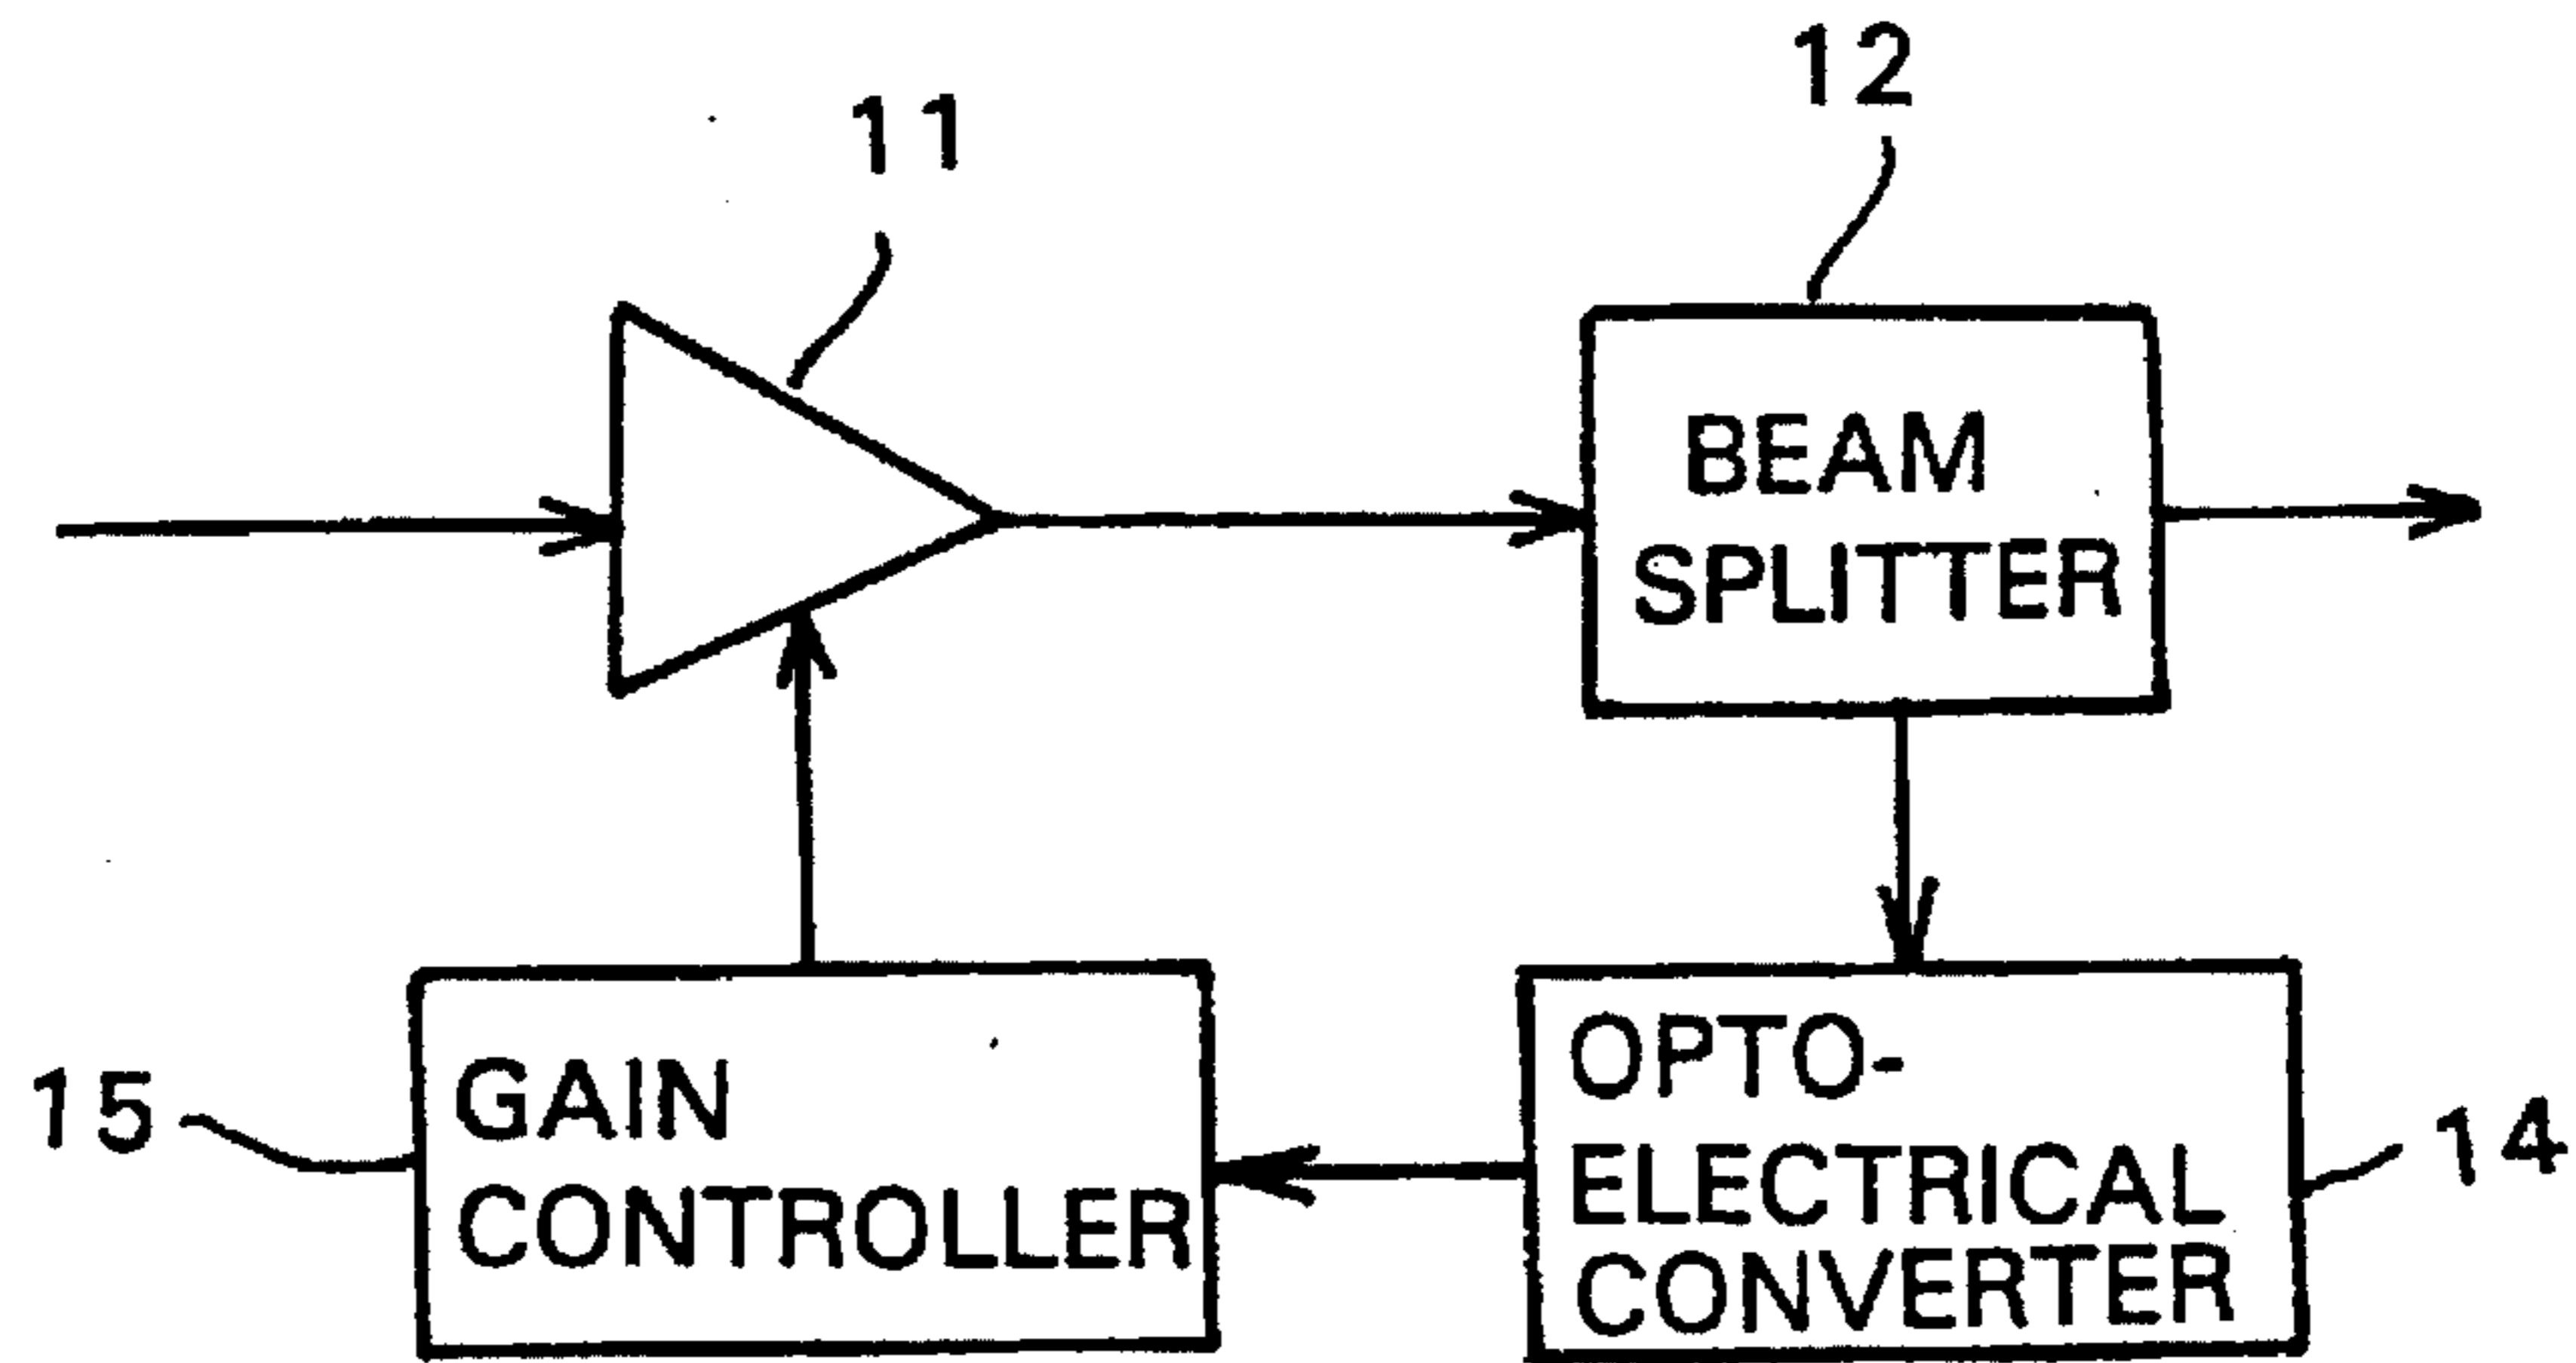 12
11
BEAM
SPLITTER
15
GAIN
CONTROLLER
OPTO-
ELECTRICAL
CONVERTER
14